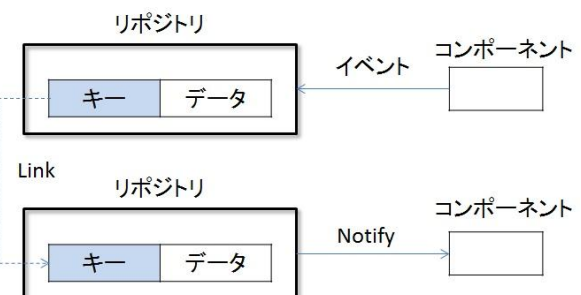 リポジトリ
コンポーネント
イベント
キー
データ
Link
リポジトリ
コンポーネント
Notify
キー
データ